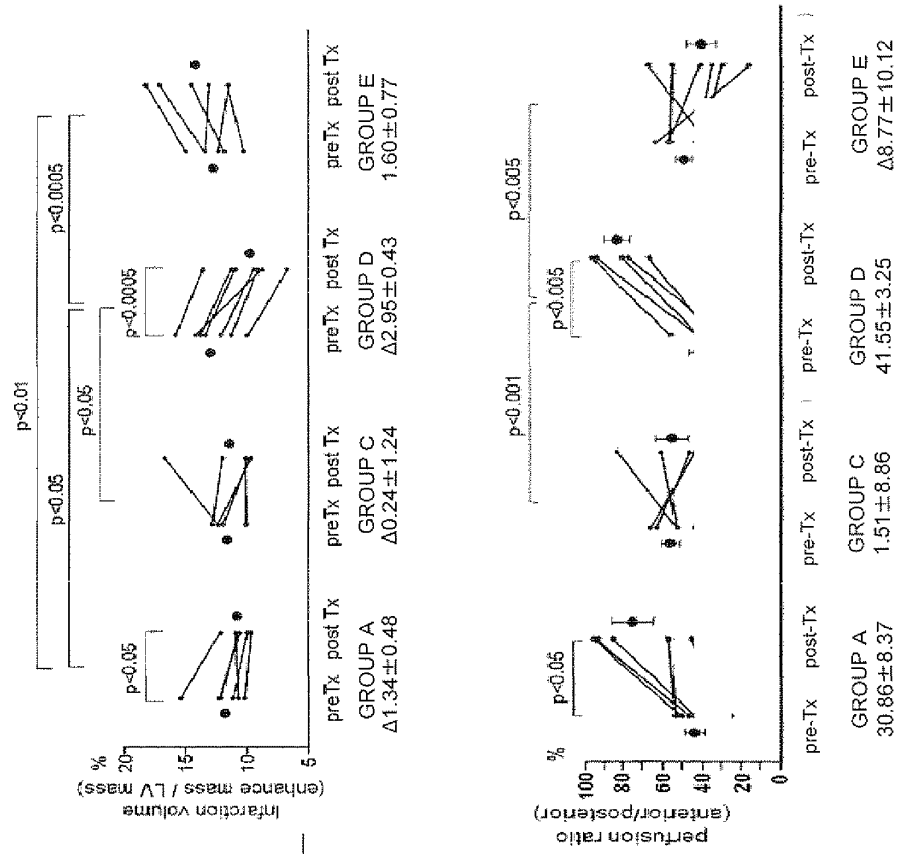 p<0.01
p<0.05
p<0.0005
p<0.05
p<0.05
p<0.0005
%
20
15
10
5
Infarction volume
(enhance mass / LV mass)
preTx post Tx
preTx post Tx
preTx post Tx
preTx post Tx
GROUP A
GROUP C
GROUP D
GROUP E
Δ1.34±0.48
Δ0.24±1.24
Δ2.95±0.43
1.60±0.77
p<0.001
p<0.005
p<0.05
p<0.005
%
100
80
60
40
20
0
perfusion ratio
(anterior/posterior)
pre-Tx post-Tx
pre-Tx post-Tx )
pre-Tx post-Tx
pre-Tx post-Tx )
GROUP A
GROUP C
GROUP D
GROUP E
30.86±8.37
1.51±8.86
41.55±3.25
Δ8.77±10.12